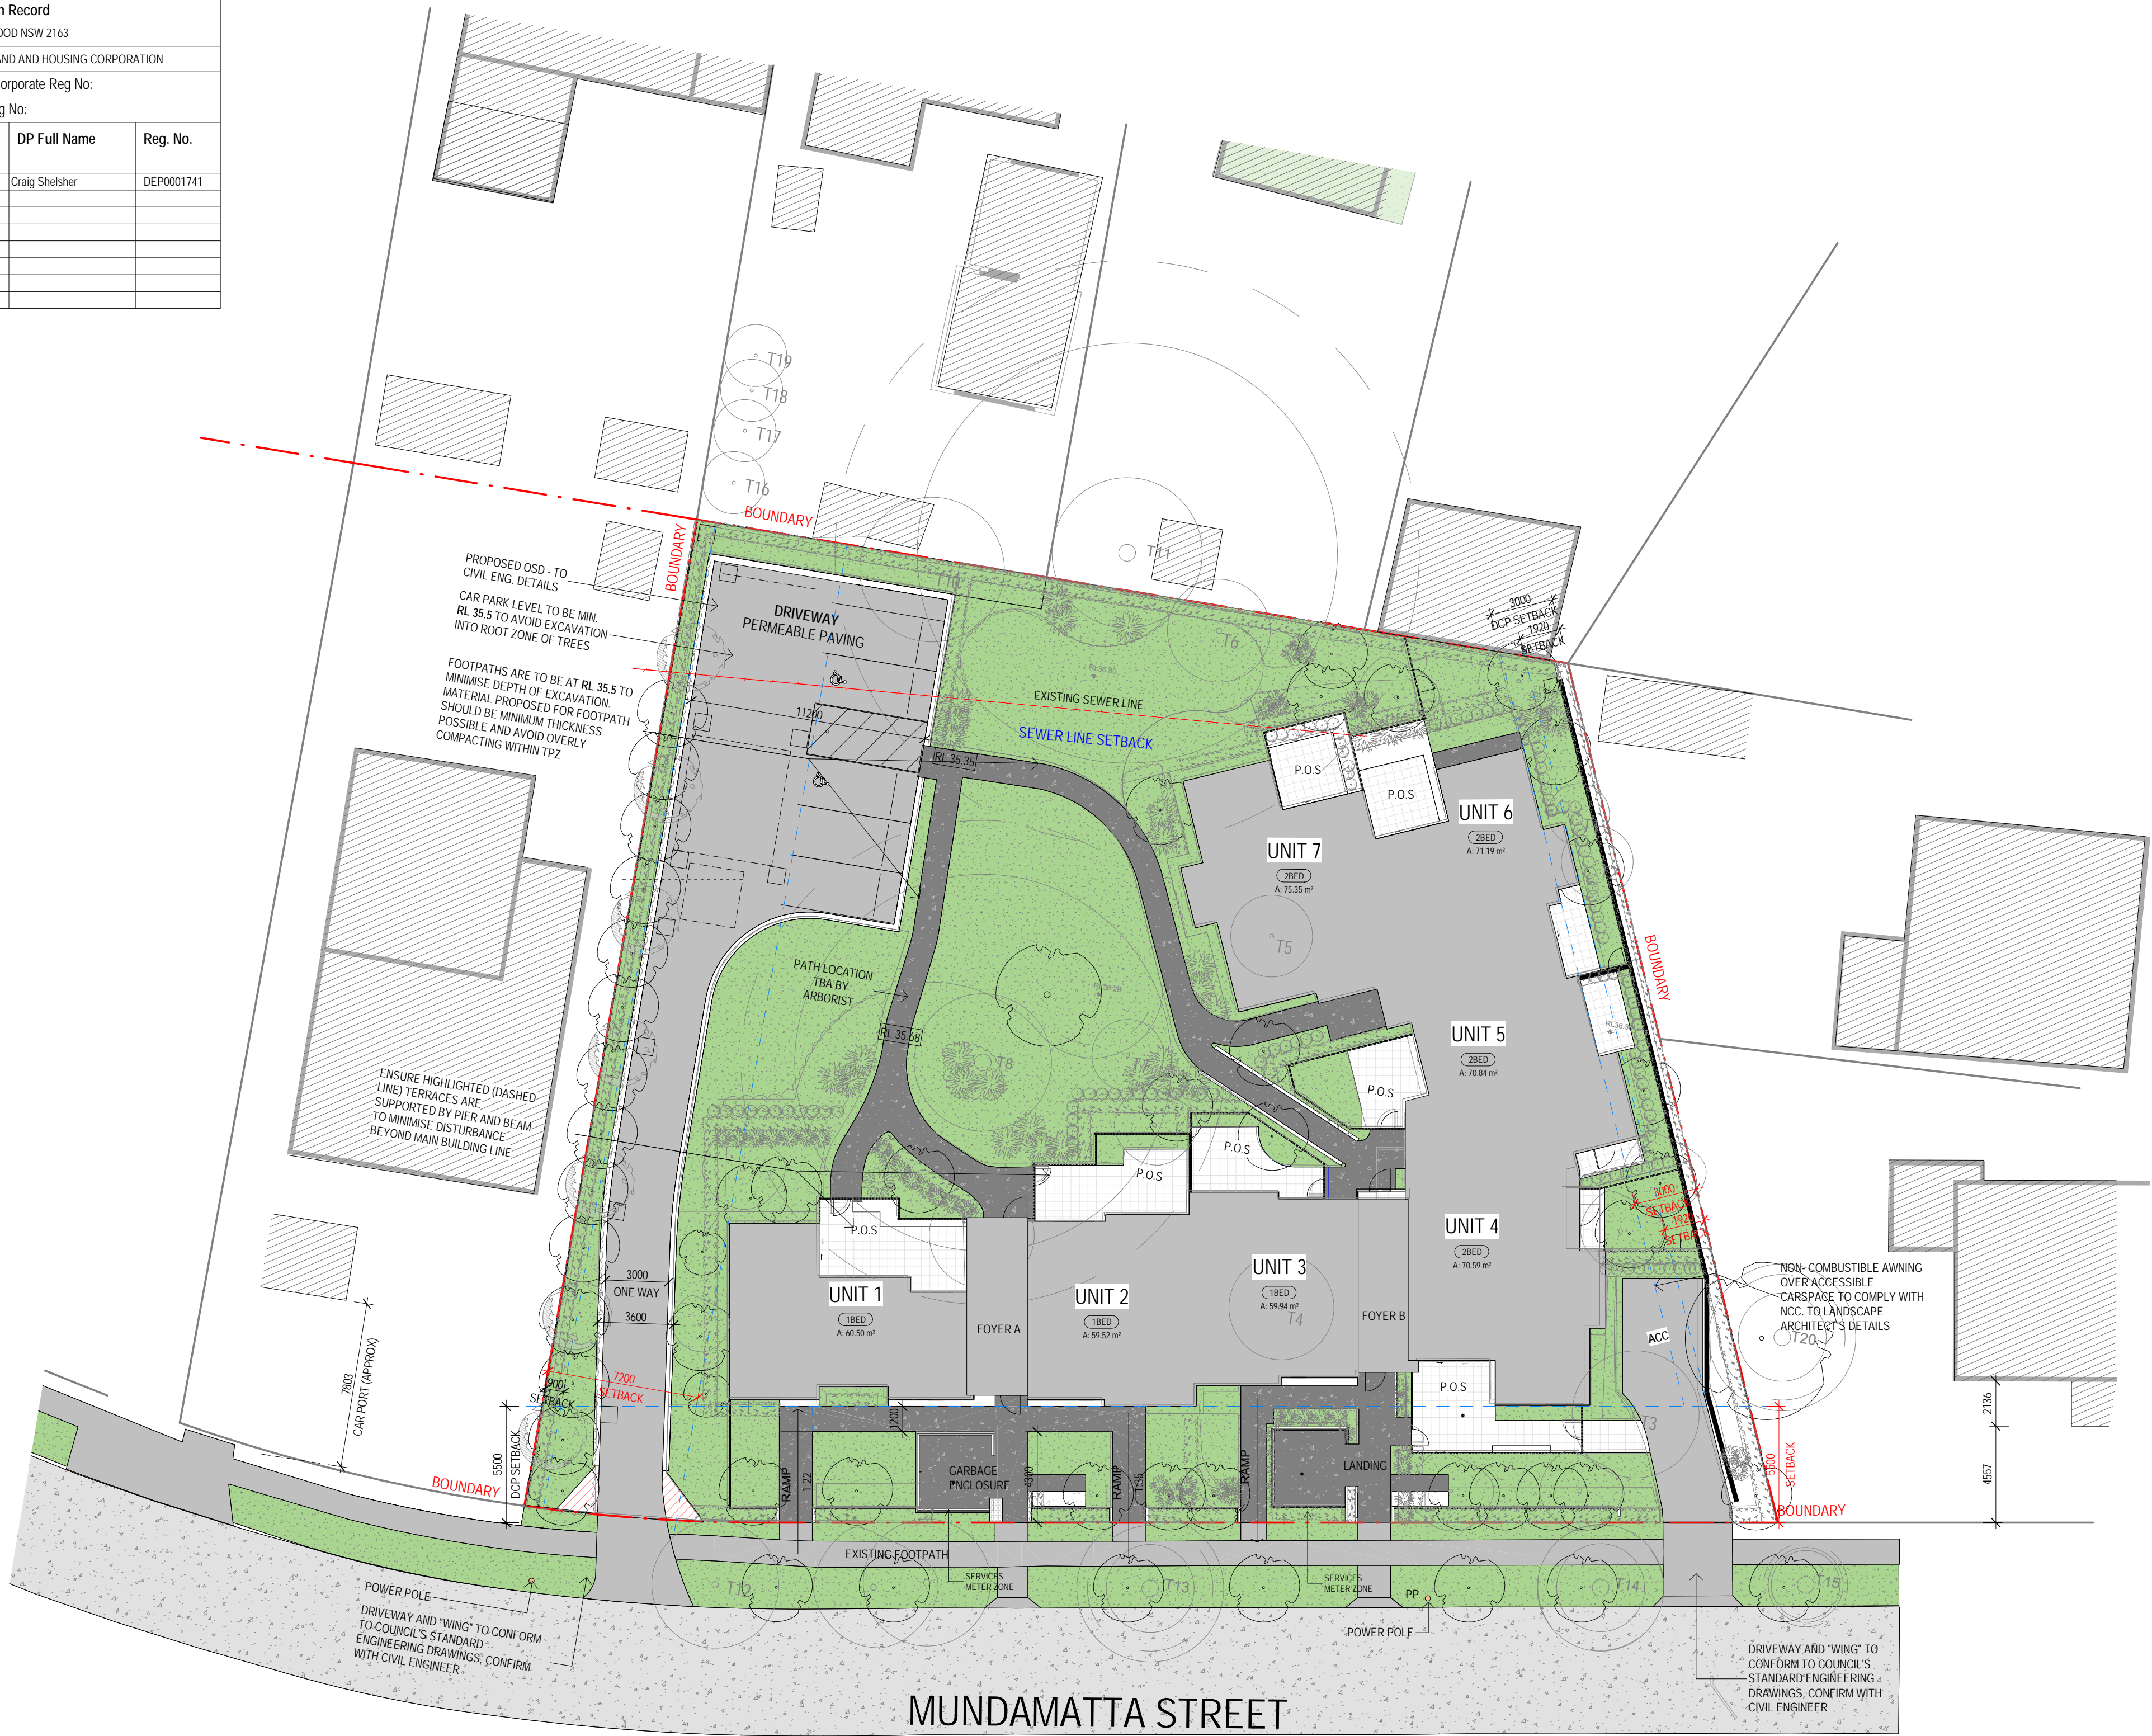 n Record
OOD NSW 2163
AND AND HOUSING CORPORATION
orporate Reg No:
g No:
DP Full Name
Reg. No.
Craig Shelsher
DEP0001741
T19
T18
T17
T16
BOUNDARY
BOUNDARY
T11
T10
PROPOSED OSD - TO
CIVIL ENG. DETAILS
CAR PARK LEVEL TO BE MIN.
RL 35.5 TO AVOID EXCAVATION
INTO ROOT ZONE OF TREES
FOOTPATHS ARE TO BE AT RL 35.5 TO
MINIMISE DEPTH OF EXCAVATION.
MATERIAL PROPOSED FOR FOOTPATH
SHOULD BE MINIMUM THICKNESS
POSSIBLE AND AVOID OVERLY
COMPACTING WITHIN TPZ
DRIVEWAY
PERMEABLE PAVING
3000
DCP SETBACK
1920
SETBACK
T6
EXISTING SEWER LINE
SEWER LINE SETBACK
11200
RL 35.35
P.O.S
P.O.S
UNIT 6
2BED
A: 71.19 m²
UNIT 7
2BED
A: 75.35 m²
T5
BOUNDARY
PATH LOCATION
TBA BY
ARBORIST
RL 35.68
T8
T7
UNIT 5
2BED
A: 70.84 m²
P.O.S
ENSURE HIGHLIGHTED (DASHED
LINE) TERRACES ARE
SUPPORTED BY PIER AND BEAM
TO MINIMISE DISTURBANCE
BEYOND MAIN BUILDING LINE
P.O.S
P.O.S
P.O.S
3000
SETBACK
1920
SETBACK
UNIT 4
2BED
A: 70.59 m²
UNIT 3
1BED
A: 59.94 m²
T4
UNIT 2
1BED
A: 59.52 m²
UNIT 1
1BED
A: 60.50 m²
FOYER A
FOYER B
3000
ONE WAY
3600
NON- COMBUSTIBLE AWNING
OVER ACCESSIBLE
CARSPACE TO COMPLY WITH
NCC. TO LANDSCAPE
ARCHITECT'S DETAILS
T20
ACC
7803
CAR PORT (APPROX)
7200
SETBACK
900
SETBACK
P.O.S
T3
2136
4557
5500
SETBACK
5500
DCP SETBACK
1200
4300
RAMP
1:22
GARBAGE
ENCLOSURE
RAMP
1:35
RAMP
LANDING
BOUNDARY
BOUNDARY
EXISTING FOOTPATH
SERVICES
METER ZONE
SERVICES
METER ZONE
T12
T13
PP
T14
T15
POWER POLE
DRIVEWAY AND "WING" TO CONFORM
TO COUNCIL'S STANDARD
ENGINEERING DRAWINGS, CONFIRM
WITH CIVIL ENGINEER
POWER POLE
DRIVEWAY AND "WING" TO
CONFORM TO COUNCIL'S
STANDARD ENGINEERING
DRAWINGS, CONFIRM WITH
CIVIL ENGINEER
MUNDAMATTA STREET